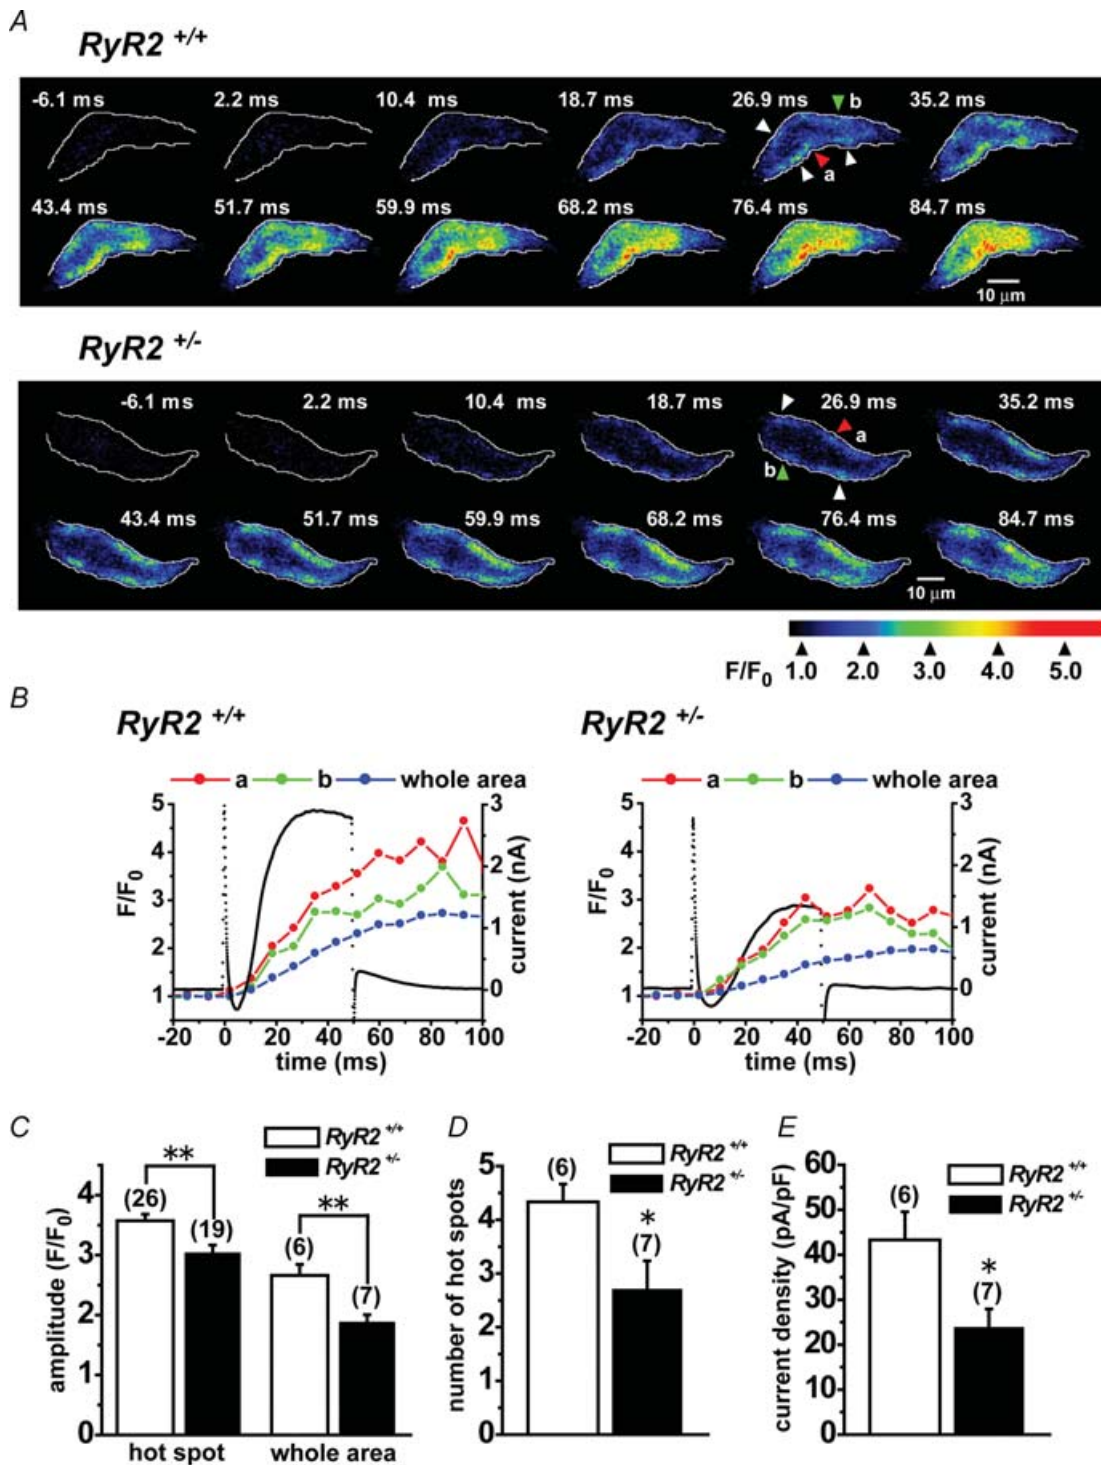 A
RyR2 +/+
-6.1 ms 2.2 ms 10.4 ms 18.7 ms 26.9 ms b 35.2 ms
a
43.4 ms 51.7 ms 59.9 ms 68.2 ms 76.4 ms 84.7 ms
10 μm
RyR2 +/-
-6.1 ms 2.2 ms 10.4 ms 18.7 ms 26.9 ms 35.2 ms
a
b
43.4 ms 51.7 ms 59.9 ms 68.2 ms 76.4 ms 84.7 ms
10 μm
F/F0 1.0 2.0 3.0 4.0 5.0
B
RyR2 +/+
a b whole area
F/F0
5
4
3
2
1
current (nA)
3
2
1
0
-20 0 20 40 60 80 100
time (ms)
RyR2 +/-
a b whole area
F/F0
5
4
3
2
1
current (nA)
3
2
1
0
-20 0 20 40 60 80 100
time (ms)
C
RyR2 +/+
RyR2 +/-
amplitude (F/F0)
4
3
2
1
0
**
(26)
(19)
**
(6)
(7)
hot spot whole area
D
RyR2 +/+
RyR2 +/-
number of hot spots
5
4
3
2
1
0
(6)
*
(7)
E
RyR2 +/+
RyR2 +/-
current density (pA/pF)
60
50
40
30
20
10
0
(6)
*
(7)